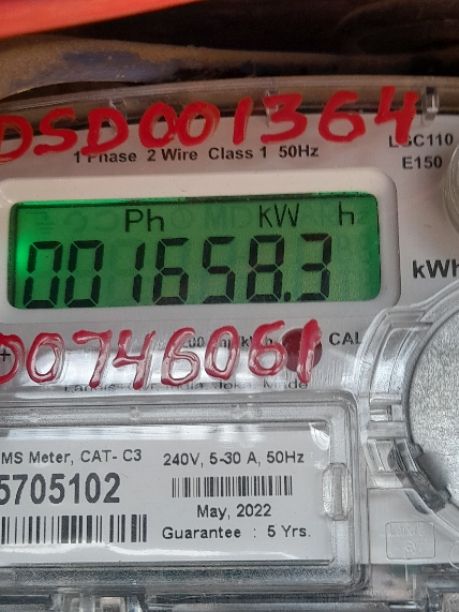 DSD001364
LGC110
1 Phase 2 Wire Class 1 50Hz
E150
Ph kW h
001658.3
kWh
00746061
CAL
MS Meter, CAT- C3
240V, 5-30 A, 50Hz
5705102
May, 2022
Guarantee : 5 Yrs.